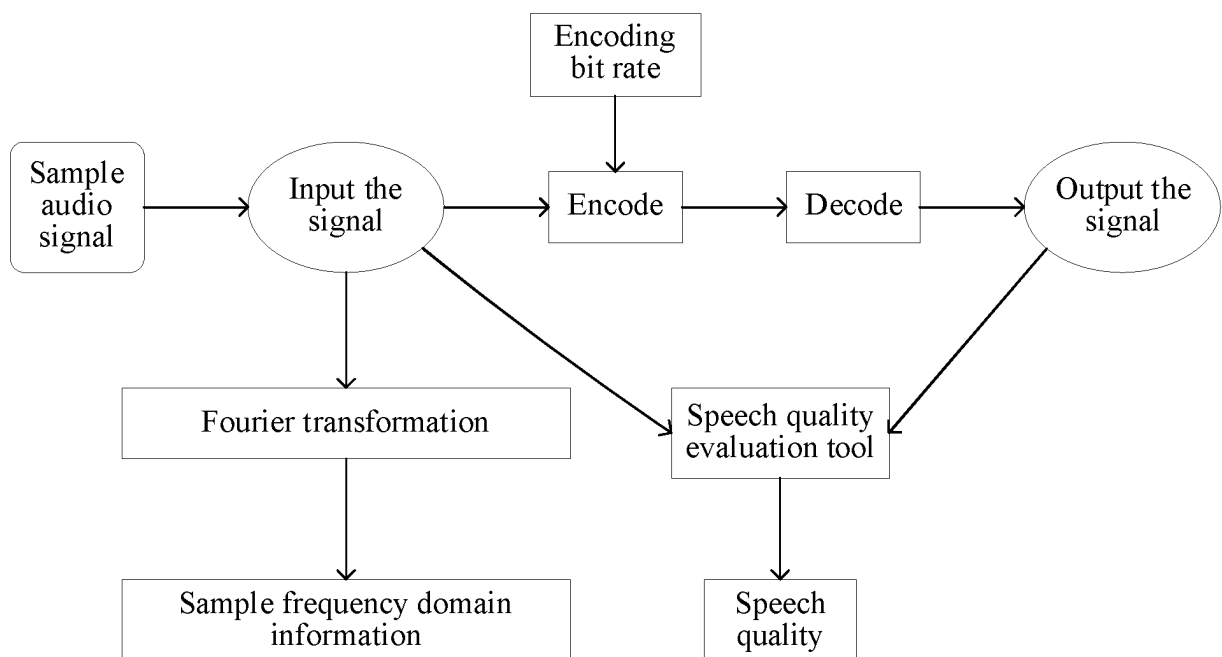 Encoding
bit rate
Sample
audio
signal
Input the
signal
Encode
Decode
Output the
signal
Fourier transformation
Speech quality
evaluation tool
Sample frequency domain
information
Speech
quality